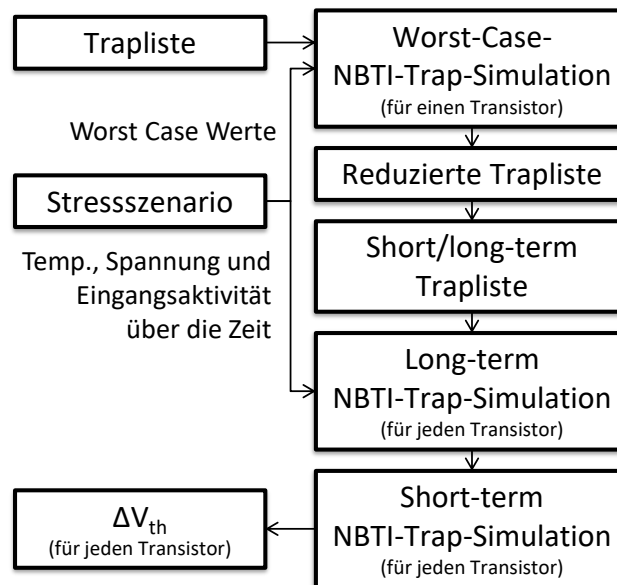 Trapliste
Worst-Case-
NBTI-Trap-Simulation
(für einen Transistor)
Worst Case Werte
Reduzierte Trapliste
Stressszenario
Short/long-term
Trapliste
Temp., Spannung und
Eingangsaktivität
über die Zeit
Long-term
NBTI-Trap-Simulation
(für jeden Transistor)
Short-term
NBTI-Trap-Simulation
(für jeden Transistor)
ΔVth
(für jeden Transistor)